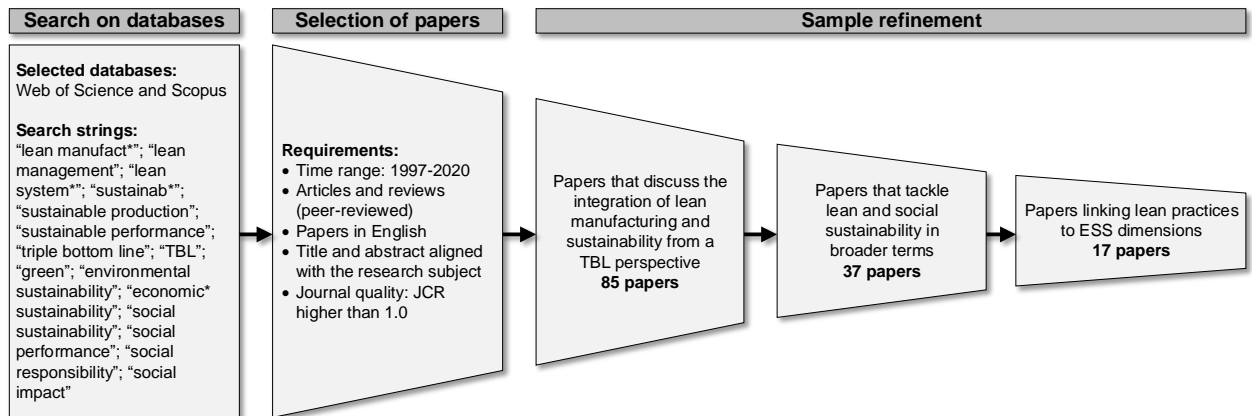 Search on databases
Selection of papers
Sample refinement
Selected databases:
Web of Science and Scopus
Search strings:
“lean manufact*”; “lean
management”; “lean
system*”; “sustainab*”;
“sustainable production”;
“sustainable performance”;
“triple bottom line”; “TBL”;
“green”; “environmental
sustainability”; “economic*
sustainability”; “social
sustainability”; “social
performance”; “social
responsibility”; “social
impact”
Requirements:
• Time range: 1997-2020
• Articles and reviews
(peer-reviewed)
• Papers in English
• Title and abstract aligned
with the research subject
• Journal quality: JCR
higher than 1.0
Papers that discuss the
integration of lean
manufacturing and
sustainability from a
TBL perspective
85 papers
Papers that tackle
lean and social
sustainability in
broader terms
37 papers
Papers linking lean practices
to ESS dimensions
17 papers